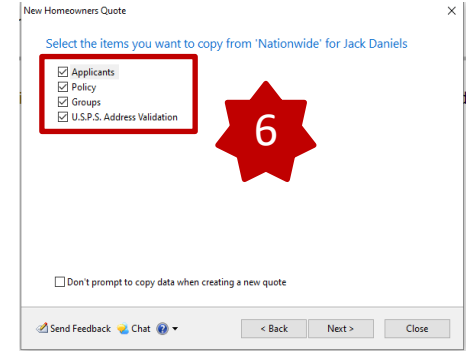 New Homeowners Quote
Select the items you want to copy from 'Nationwide' for Jack Daniels
Applicants
Policy
Groups
U.S.P.S. Address Validation
6
Don't prompt to copy data when creating a new quote
Send Feedback Chat
< Back Next > Close